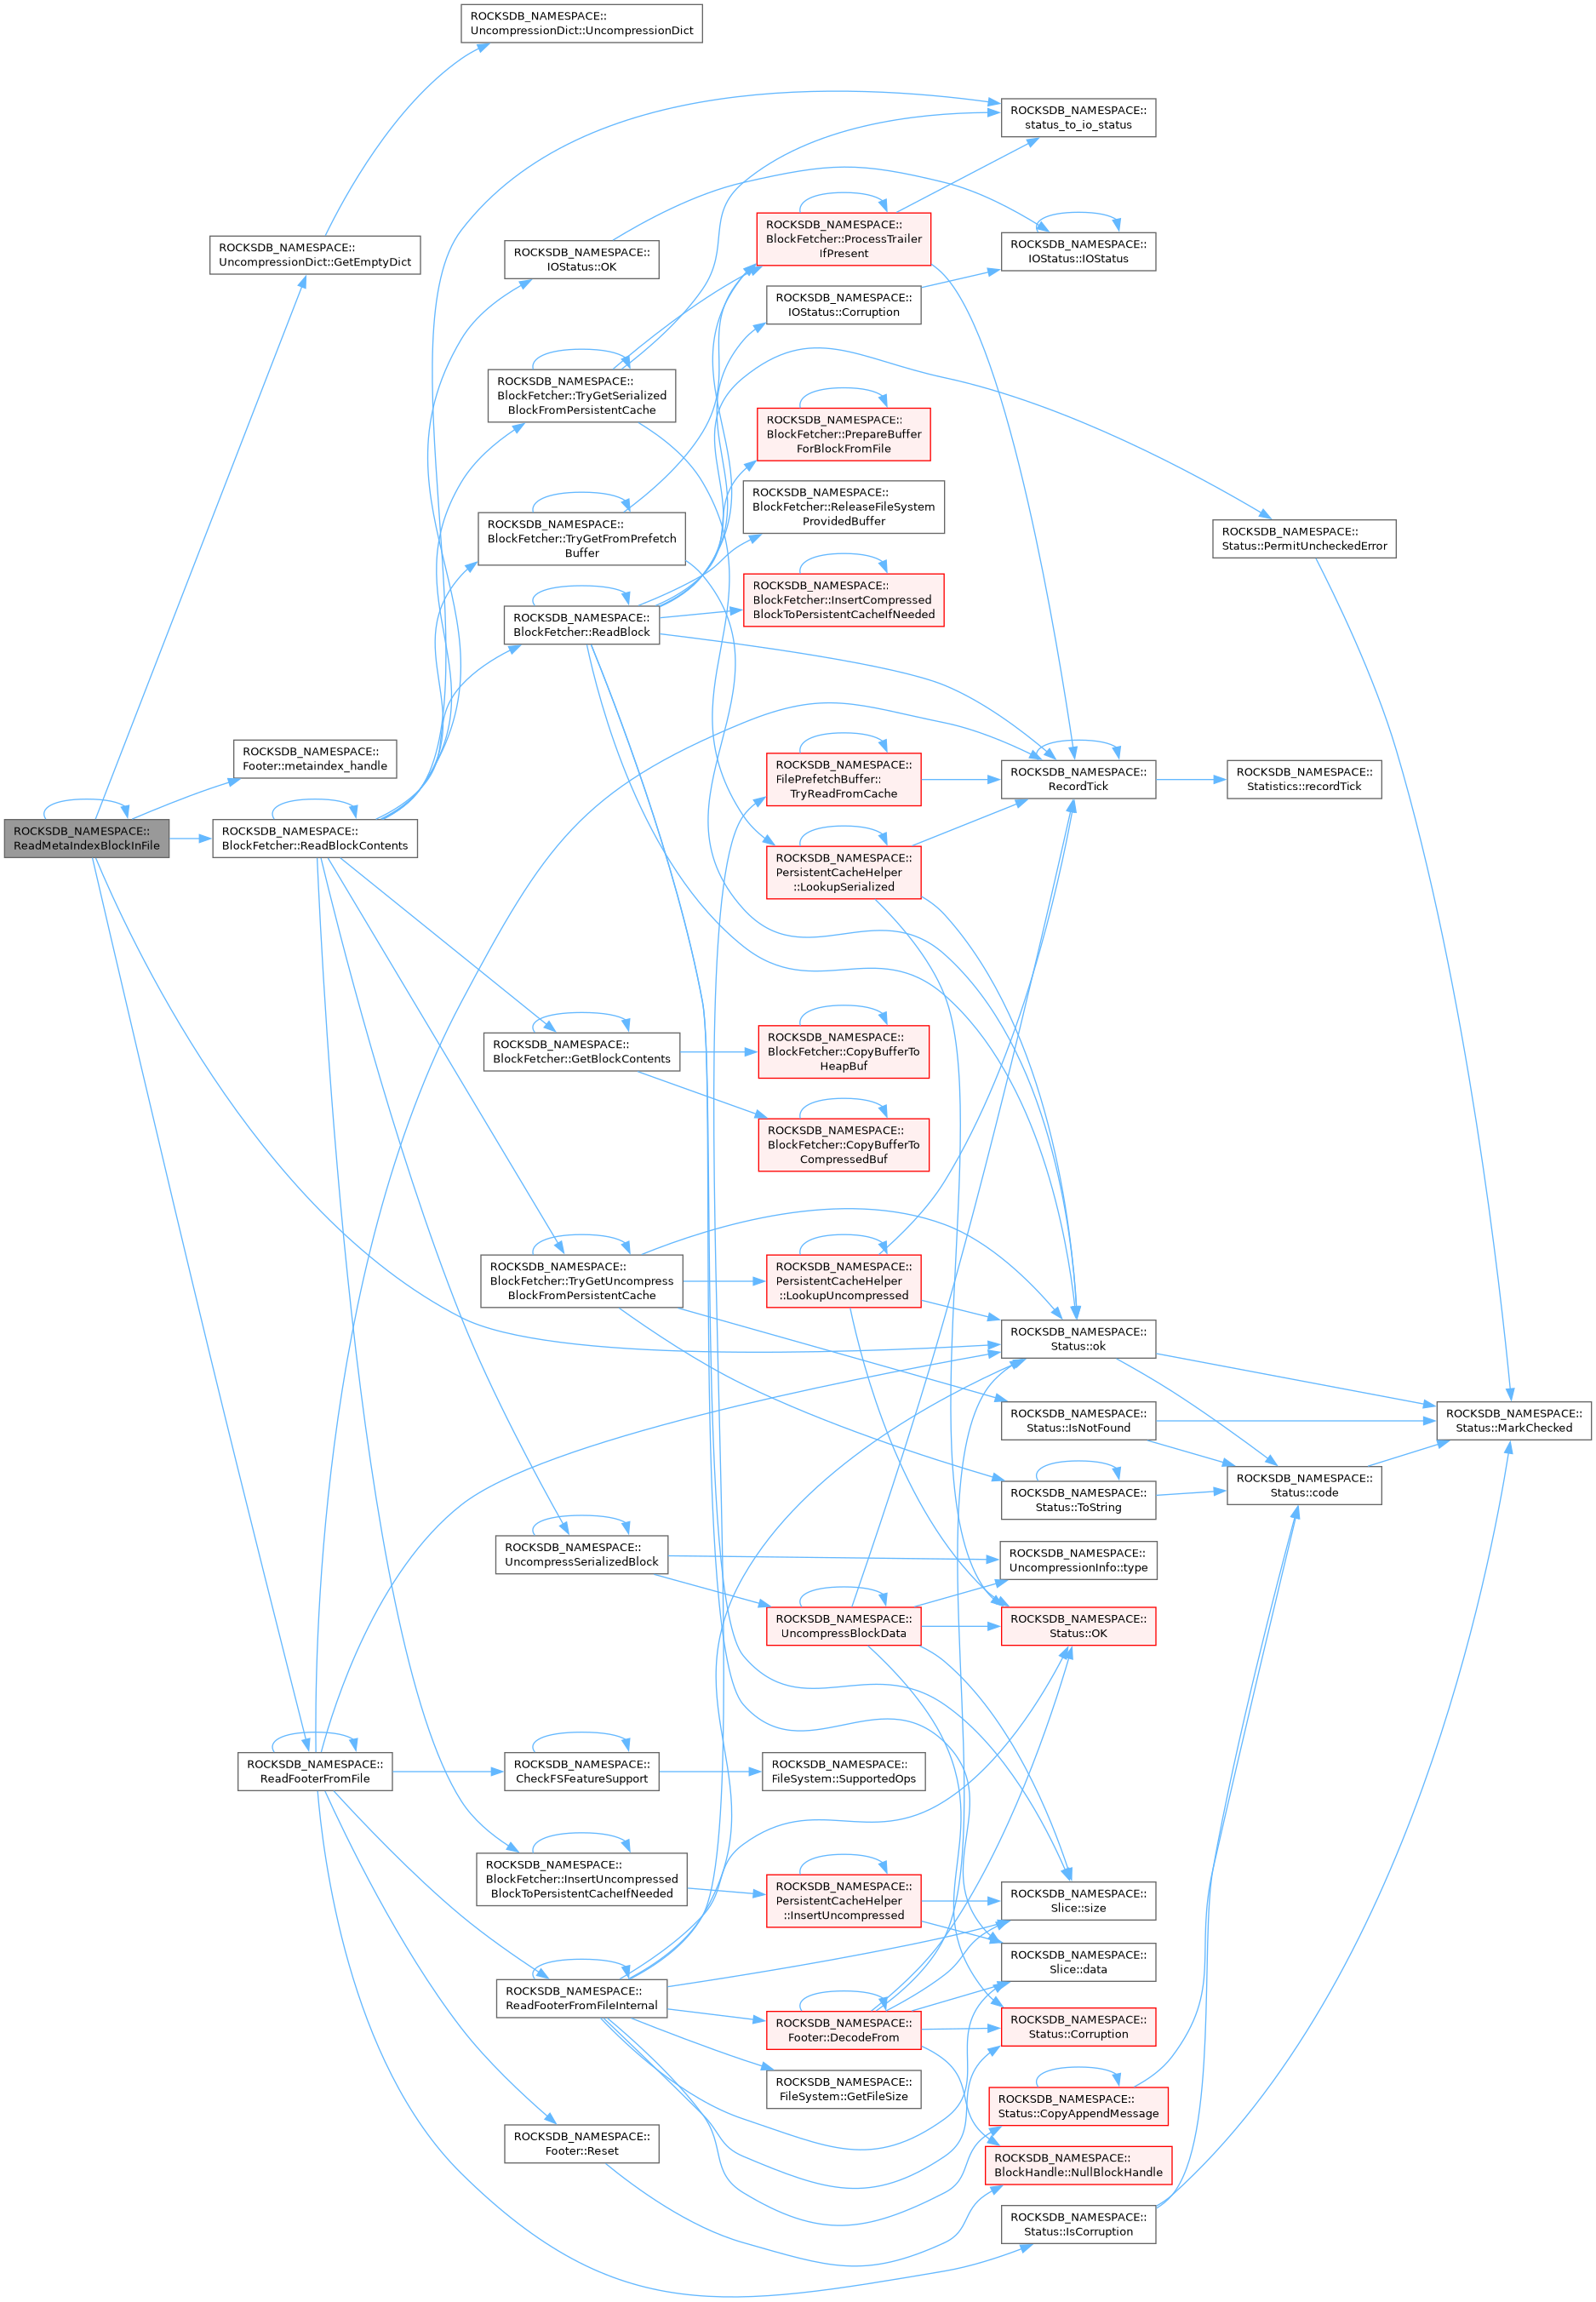 ROCKSDB_NAMESPACE::
UncompressionDict::UncompressionDict
ROCKSDB_NAMESPACE::
status_to_io_status
ROCKSDB_NAMESPACE::
BlockFetcher::ProcessTrailer
IfPresent
ROCKSDB_NAMESPACE::
IOStatus::IOStatus
ROCKSDB_NAMESPACE::
UncompressionDict::GetEmptyDict
ROCKSDB_NAMESPACE::
IOStatus::OK
ROCKSDB_NAMESPACE::
IOStatus::Corruption
ROCKSDB_NAMESPACE::
BlockFetcher::TryGetSerialized
BlockFromPersistentCache
ROCKSDB_NAMESPACE::
BlockFetcher::PrepareBuffer
ForBlockFromFile
ROCKSDB_NAMESPACE::
BlockFetcher::ReleaseFileSystem
ProvidedBuffer
ROCKSDB_NAMESPACE::
BlockFetcher::TryGetFromPrefetch
Buffer
ROCKSDB_NAMESPACE::
Status::PermitUncheckedError
ROCKSDB_NAMESPACE::
BlockFetcher::InsertCompressed
BlockToPersistentCacheIfNeeded
ROCKSDB_NAMESPACE::
BlockFetcher::ReadBlock
ROCKSDB_NAMESPACE::
Footer::metaindex_handle
ROCKSDB_NAMESPACE::
FilePrefetchBuffer::
TryReadFromCache
ROCKSDB_NAMESPACE::
RecordTick
ROCKSDB_NAMESPACE::
Statistics::recordTick
ROCKSDB_NAMESPACE::
ReadMetaIndexBlockInFile
ROCKSDB_NAMESPACE::
BlockFetcher::ReadBlockContents
ROCKSDB_NAMESPACE::
PersistentCacheHelper
::LookupSerialized
ROCKSDB_NAMESPACE::
BlockFetcher::GetBlockContents
ROCKSDB_NAMESPACE::
BlockFetcher::CopyBufferTo
HeapBuf
ROCKSDB_NAMESPACE::
BlockFetcher::CopyBufferTo
CompressedBuf
ROCKSDB_NAMESPACE::
BlockFetcher::TryGetUncompress
BlockFromPersistentCache
ROCKSDB_NAMESPACE::
PersistentCacheHelper
::LookupUncompressed
ROCKSDB_NAMESPACE::
Status::ok
ROCKSDB_NAMESPACE::
Status::IsNotFound
ROCKSDB_NAMESPACE::
Status::MarkChecked
ROCKSDB_NAMESPACE::
Status::code
ROCKSDB_NAMESPACE::
Status::ToString
ROCKSDB_NAMESPACE::
UncompressSerializedBlock
ROCKSDB_NAMESPACE::
UncompressionInfo::type
ROCKSDB_NAMESPACE::
UncompressBlockData
ROCKSDB_NAMESPACE::
Status::OK
ROCKSDB_NAMESPACE::
ReadFooterFromFile
ROCKSDB_NAMESPACE::
CheckFSFeatureSupport
ROCKSDB_NAMESPACE::
FileSystem::SupportedOps
ROCKSDB_NAMESPACE::
BlockFetcher::InsertUncompressed
BlockToPersistentCacheIfNeeded
ROCKSDB_NAMESPACE::
PersistentCacheHelper
::InsertUncompressed
ROCKSDB_NAMESPACE::
Slice::size
ROCKSDB_NAMESPACE::
Slice::data
ROCKSDB_NAMESPACE::
ReadFooterFromFileInternal
ROCKSDB_NAMESPACE::
Footer::DecodeFrom
ROCKSDB_NAMESPACE::
Status::Corruption
ROCKSDB_NAMESPACE::
FileSystem::GetFileSize
ROCKSDB_NAMESPACE::
Status::CopyAppendMessage
ROCKSDB_NAMESPACE::
Footer::Reset
ROCKSDB_NAMESPACE::
BlockHandle::NullBlockHandle
ROCKSDB_NAMESPACE::
Status::IsCorruption